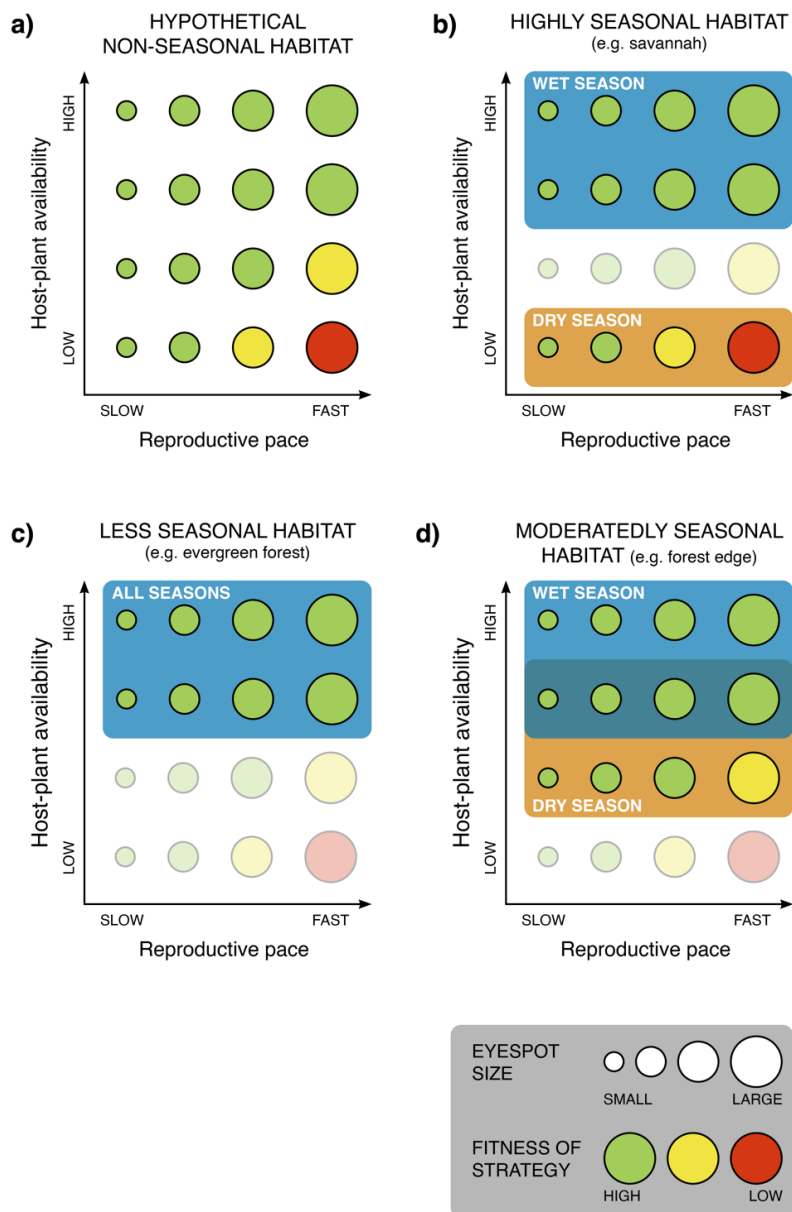 a)
HYPOTHETICAL
NON-SEASONAL HABITAT
Host-plant availability
HIGH
LOW
SLOW
FAST
Reproductive pace
b)
HIGHLY SEASONAL HABITAT
(e.g. savannah)
WET SEASON
DRY SEASON
Host-plant availability
HIGH
LOW
SLOW
FAST
Reproductive pace
c)
LESS SEASONAL HABITAT
(e.g. evergreen forest)
ALL SEASONS
Host-plant availability
HIGH
LOW
SLOW
FAST
Reproductive pace
d)
MODERATEDLY SEASONAL
HABITAT (e.g. forest edge)
WET SEASON
DRY SEASON
Host-plant availability
HIGH
LOW
SLOW
FAST
Reproductive pace
EYESPOT
SIZE
SMALL
LARGE
FITNESS OF
STRATEGY
HIGH
LOW